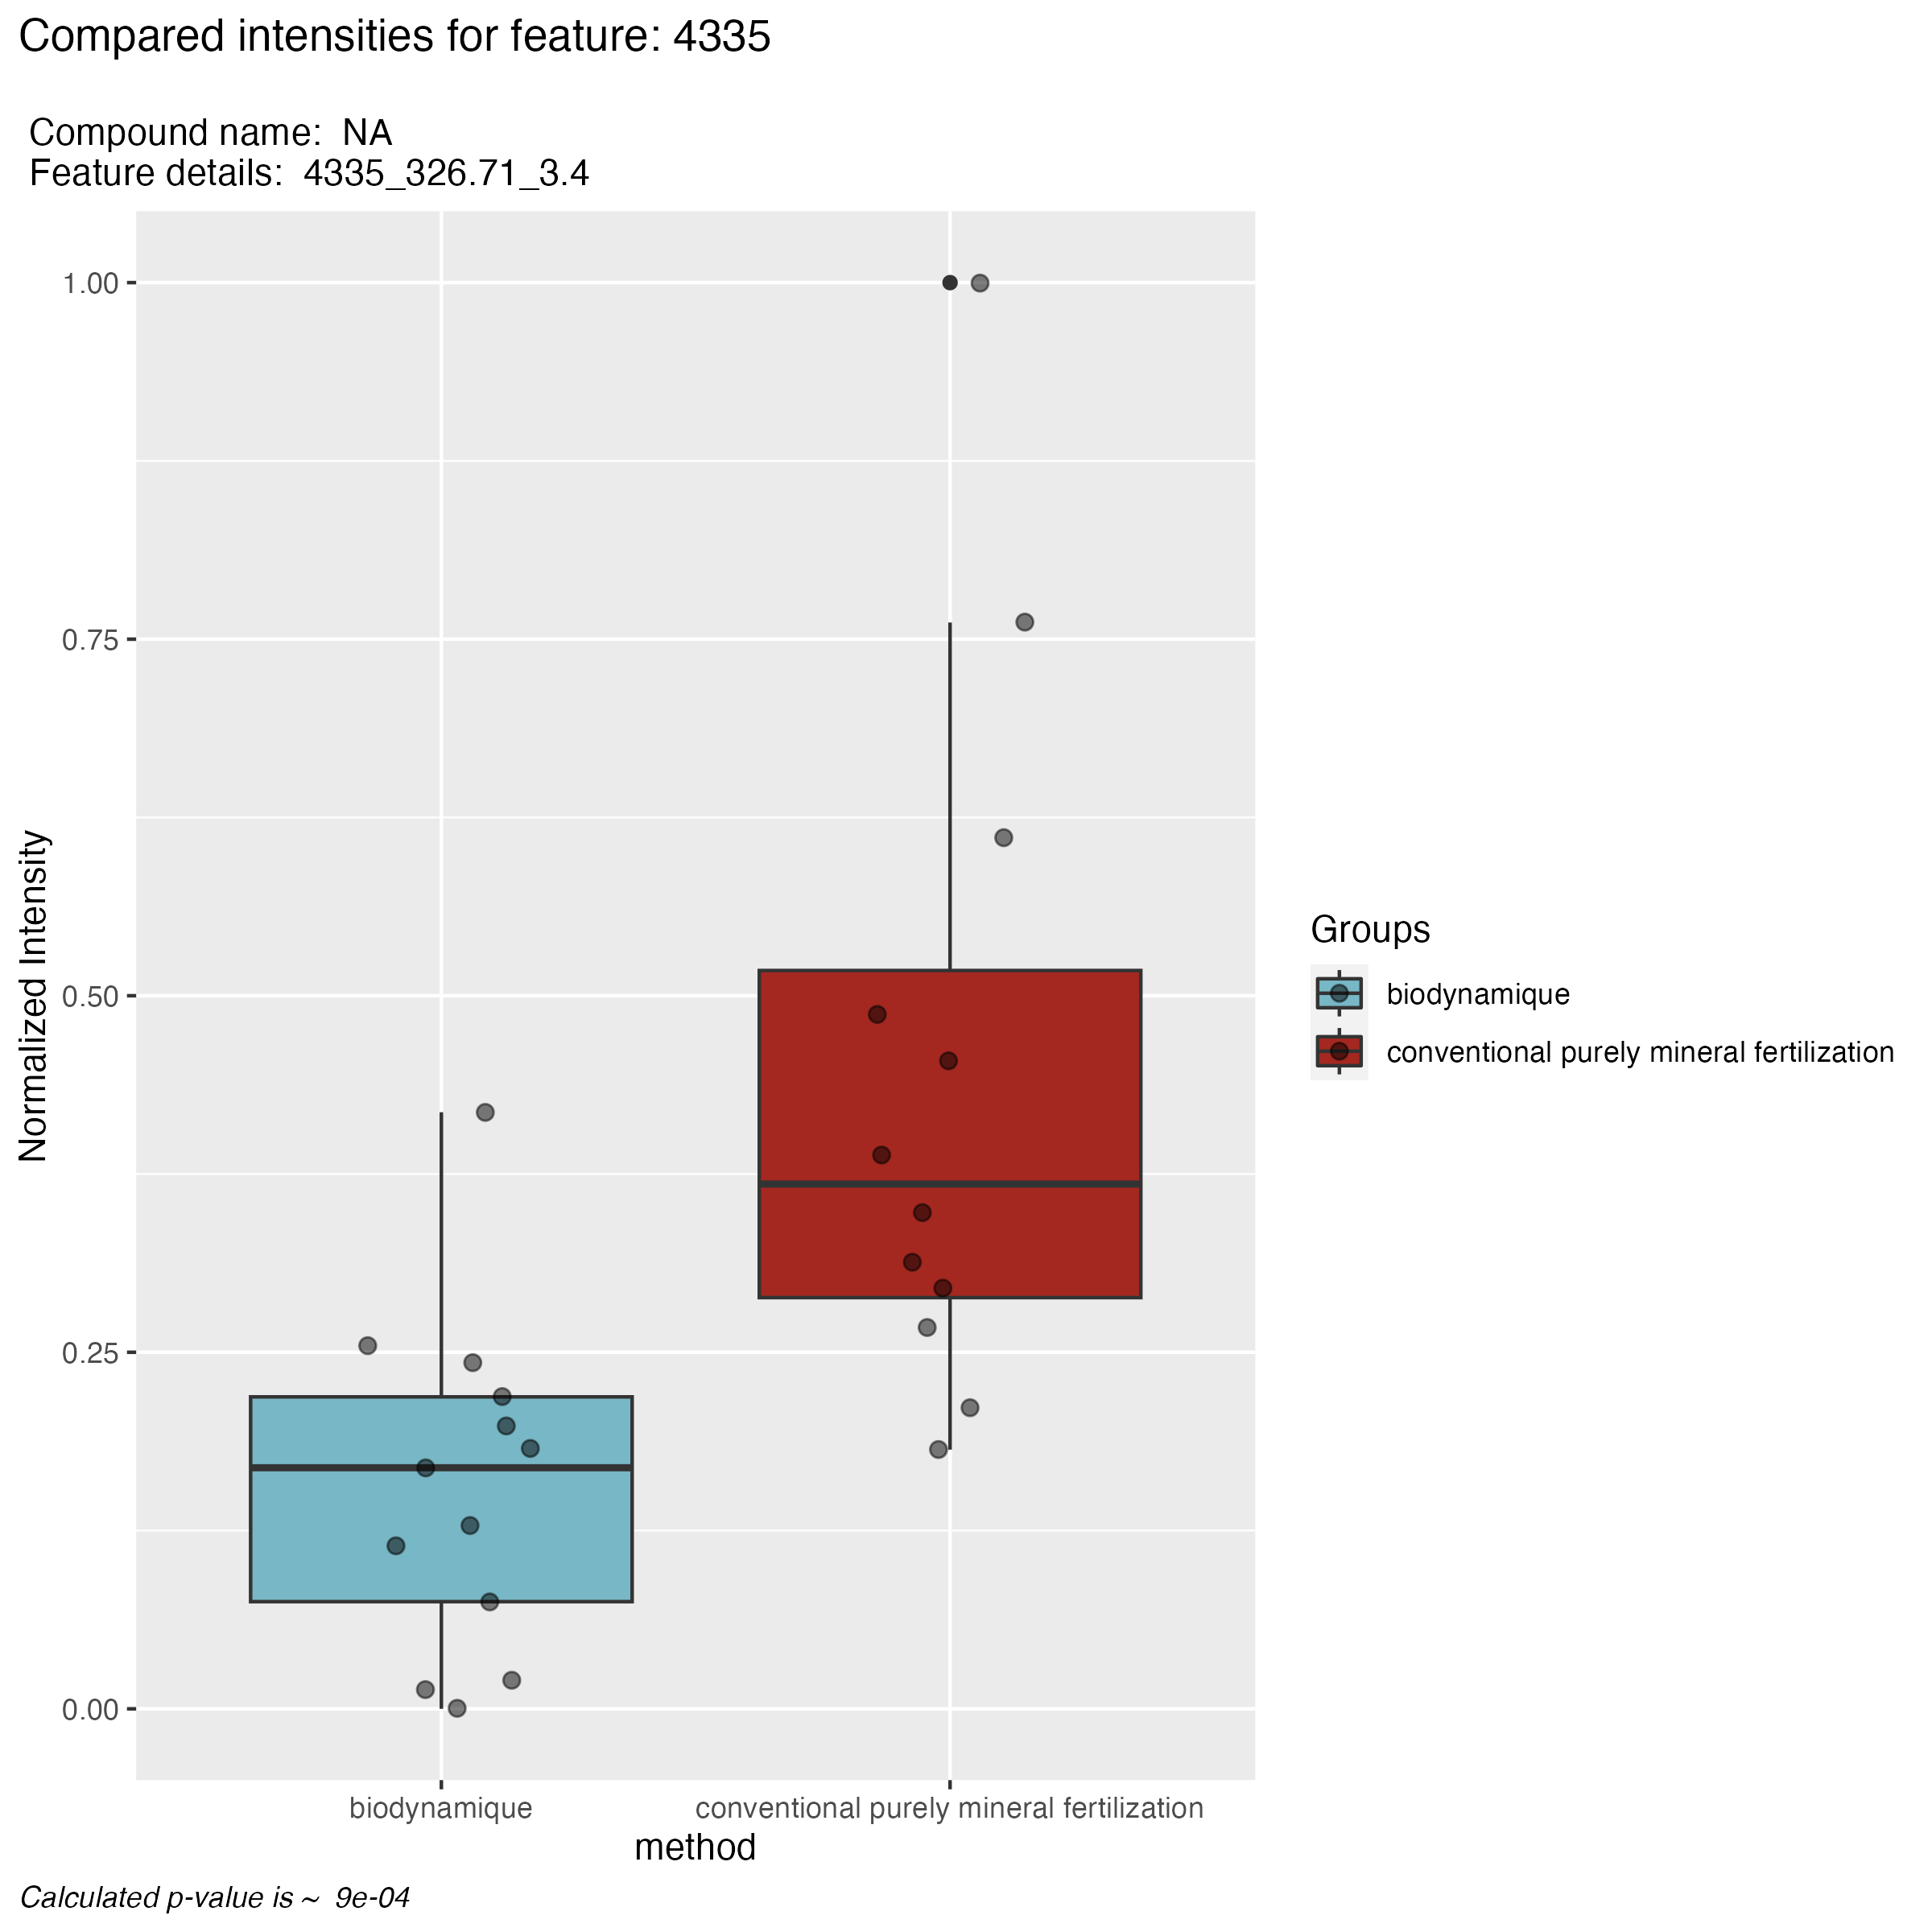 Compared intensities for feature: 4335
Compound name:  NA
Feature details:  4335_326.71_3.4
Normalized Intensity
1.00
0.75
0.50
0.25
0.00
biodynamique
conventional purely mineral fertilization
method
Groups
biodynamique
conventional purely mineral fertilization
Calculated p-value is ~  9e-04